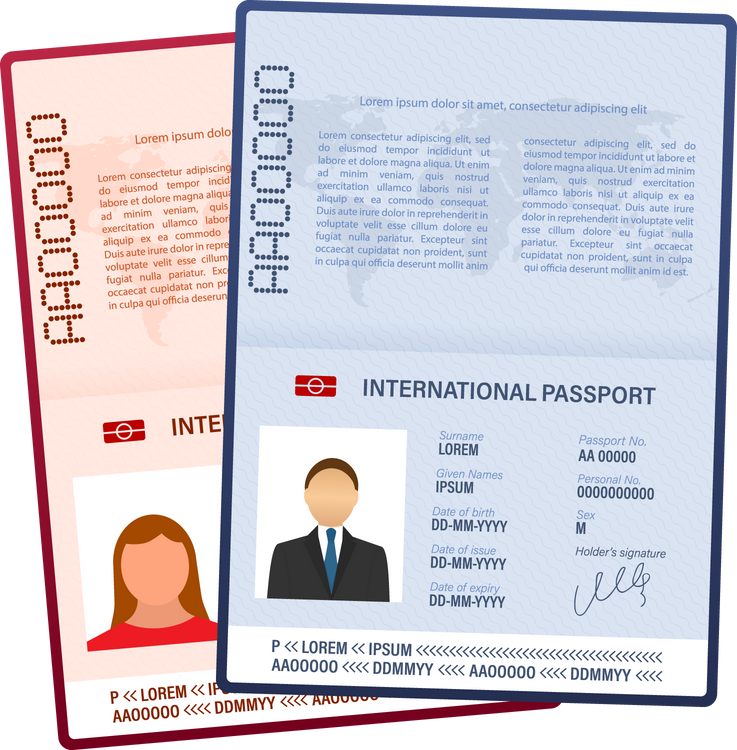 AA00000
Lorem ipsum dolo
Lorem consectetur adipiscing e
do eiusmod tempor incid
labore et dolore magna aliqu
ad minim veniam, quis
exercitation ullamco labori
aliquip ex ea commodo
Duis aute irure dolor in repre
voluptate velit esse cillum
fugiat nulla pariatur. Exc
occaecat cupidatat non pr
in culpa qui officia deserun
INTE
P << LOREM << IPS
AA00000 <<<< DDMMYY <<<< AA00000
AA00000
Lorem ipsum dolor sit amet, consectetur adipiscing elit
Lorem consectetur adipiscing elit, sed
do eiusmod tempor incididunt ut
labore et dolore magna aliqua. Ut enim
ad minim veniam, quis nostrud
exercitation ullamco laboris nisi ut
aliquip ex ea commodo consequat.
Duis aute irure dolor in reprehenderit in
voluptate velit esse cillum dolore eu
fugiat nulla pariatur. Excepteur sint
occaecat cupidatat non proident, sunt
in culpa qui officia deserunt mollit anim
consectetur adipiscing elit, sed do
eiusmod tempor incididunt ut labore et
dolore magna aliqua. Ut enim ad minim
veniam, quis nostrud exercitation
ullamco laboris nisi ut aliquip ex ea
commodo consequat. Duis aute irure
dolor in reprehenderit in voluptate velit
esse cillum dolore eu fugiat nulla
pariatur. Excepteur sint occaecat
cupidatat non proident, sunt in culpa
qui officia deserunt mollit anim id est.
INTERNATIONAL PASSPORT
Surname
LOREM
Given Names
IPSUM
Date of birth
DD-MM-YYYY
Date of issue
DD-MM-YYYY
Date of expiry
DD-MM-YYYY
Passport No.
AA 00000
Personal No.
0000000000
Sex
M
Holder's signature
P << LOREM << IPSUM <<<<<<<<<<<<<<<<<<<<<<<<<<<<<<<<<
AA00000 <<<< DDMMYY <<<< AA00000 <<<< DDMMYY <<<<